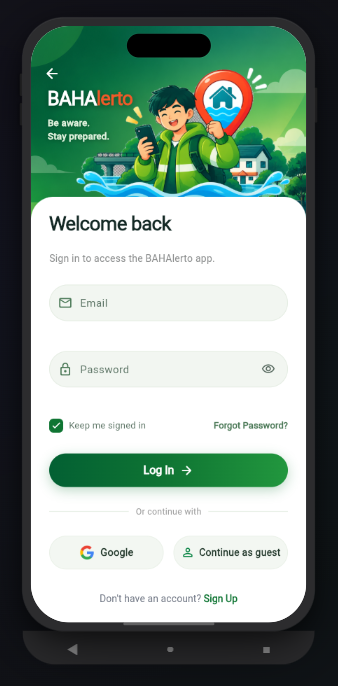 BAHAlerto
Be aware.
Stay prepared.
Welcome back
Sign in to access the BAHAlerto app.
Email
Password
Keep me signed in
Forgot Password?
Log In
Or continue with
Google
Continue as guest
Don't have an account? Sign Up